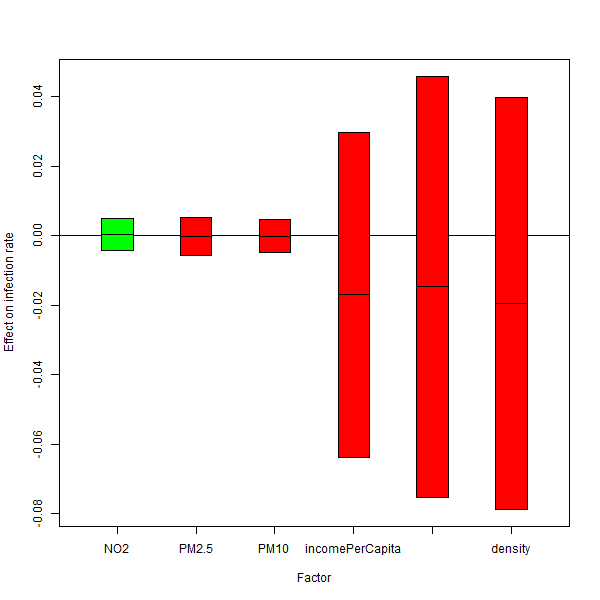 Effect on infection rate
0.04
0.02
0.00
-0.02
-0.04
-0.06
-0.08
NO2 PM2.5 PM10 incomePerCapita density
Factor